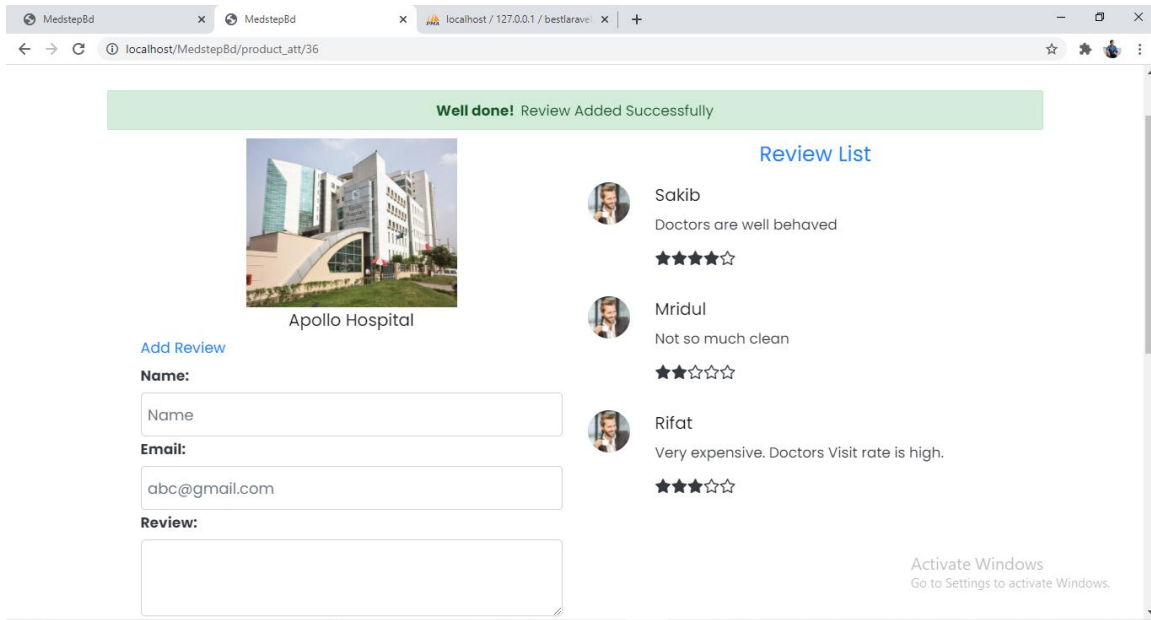 MedstepBd
MedstepBd
localhost / 127.0.0.1 / bestlaravel
localhost/MedstepBd/product_att/36
Well done! Review Added Successfully
Apollo Hospital
Add Review
Name:
Name
Email:
abc@gmail.com
Review:
Review List
Sakib
Doctors are well behaved
Mridul
Not so much clean
Rifat
Very expensive. Doctors Visit rate is high.
Activate Windows
Go to Settings to activate Windows.